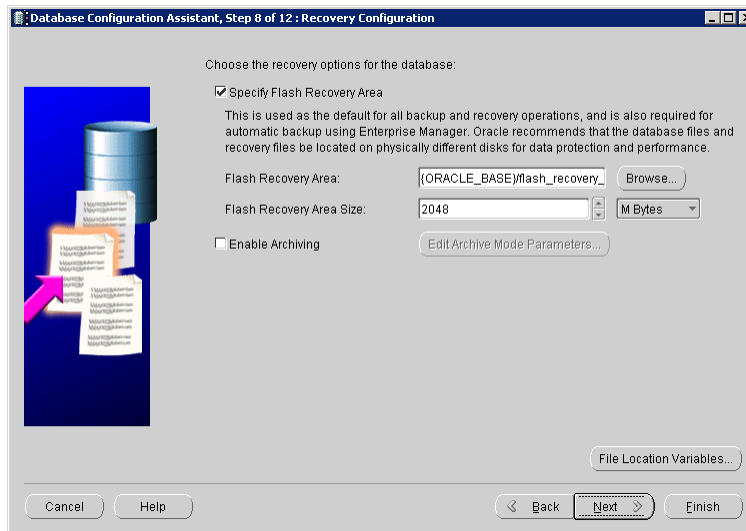 Database Configuration Assistant, Step 8 of 12 : Recovery Configuration
Choose the recovery options for the database:
Specify Flash Recovery Area
This is used as the default for all backup and recovery operations, and is also required for
automatic backup using Enterprise Manager. Oracle recommends that the database files and
recovery files be located on physically different disks for data protection and performance.
Flash Recovery Area: {ORACLE_BASE}/flash_recovery_ Browse...
Flash Recovery Area Size: 2048 M Bytes
Enable Archiving Edit Archive Mode Parameters...
File Location Variables...
Cancel Help Back Next Finish